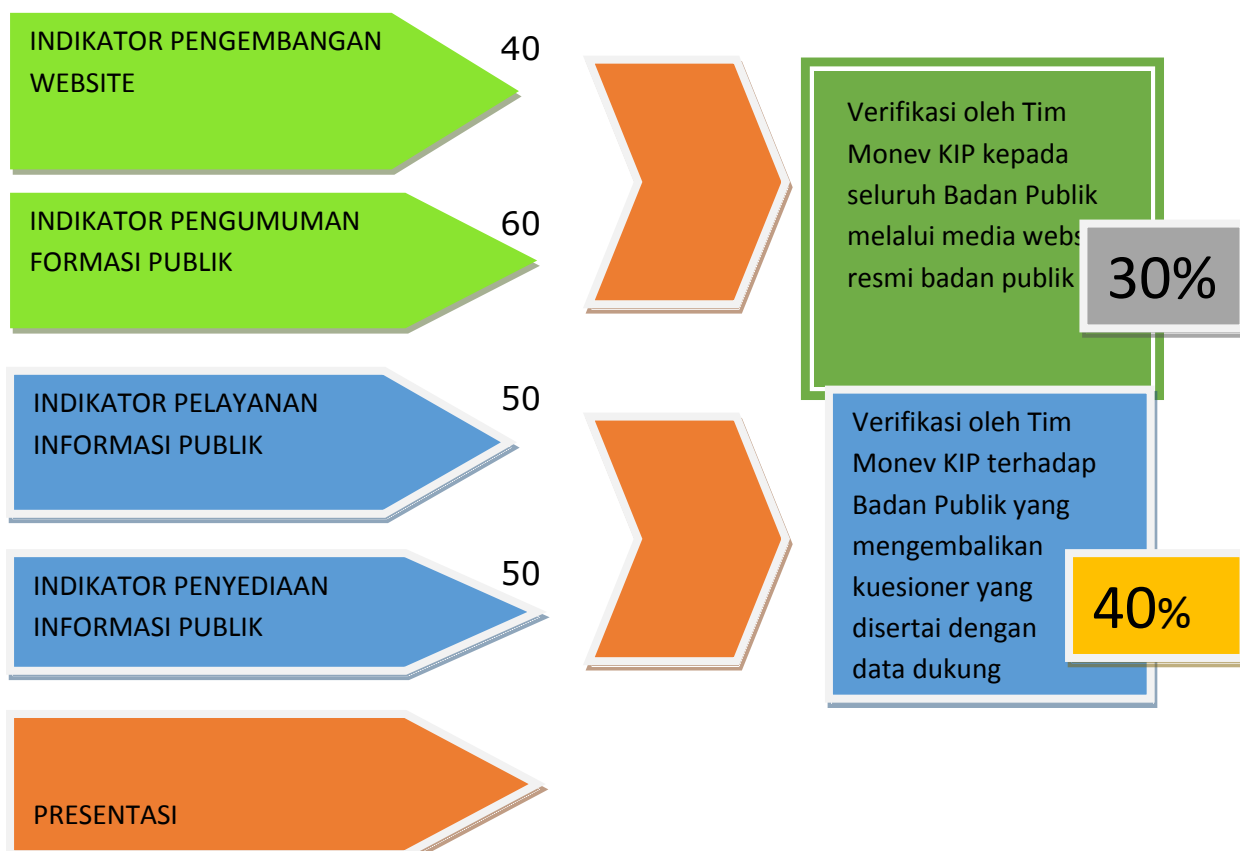 INDIKATOR PENGEMBANGAN
WEBSITE
40
INDIKATOR PENGUMUMAN
FORMASI PUBLIK
60
Verifikasi oleh Tim
Monev KIP kepada
seluruh Badan Publik
melalui media webs
resmi badan publik
30%
INDIKATOR PELAYANAN
INFORMASI PUBLIK
50
INDIKATOR PENYEDIAAN
INFORMASI PUBLIK
50
Verifikasi oleh Tim
Monev KIP terhadap
Badan Publik yang
mengembalikan
kuesioner yang
disertai dengan
data dukung
40%
PRESENTASI